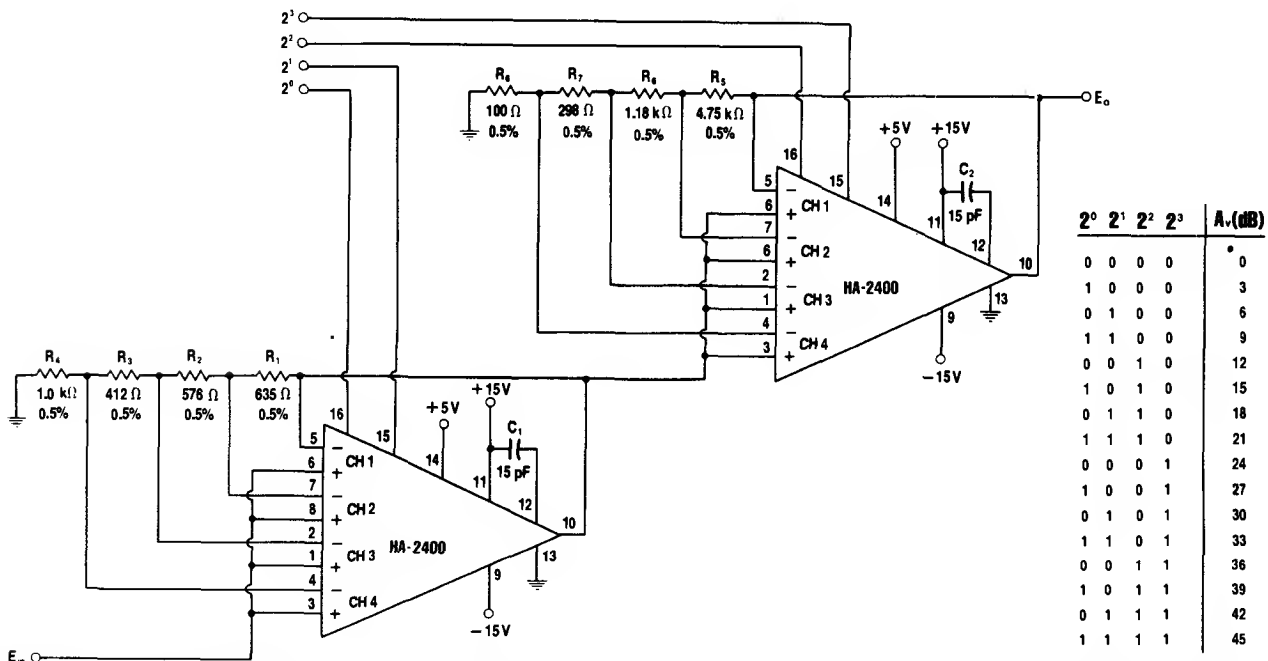 2³
2²
2¹
2⁰
R₆ R₇ R₆ R₅
100 Ω 298 Ω 1.18 kΩ 4.75 kΩ
0.5% 0.5% 0.5% 0.5%
E₀
+5V +15V
16
15
14
11
C₂
15 pF
12
10
13
9
−15V
5 −
6 + CH 1
7 −
6 + CH 2
2 −
1 + CH 3
4 −
3 + CH 4
HA-2400
R₄ R₃ R₂ R₁
1.0 kΩ 412 Ω 576 Ω 635 Ω
0.5% 0.5% 0.5% 0.5%
+5V +15V
16
15
14
11
C₁
15 pF
12
10
13
9
−15V
5 −
6 + CH 1
7 −
8 + CH 2
2 −
1 + CH 3
4 −
3 + CH 4
HA-2400
2⁰ 2¹ 2² 2³ Aᵥ(dB)
0 0 0 0 0
1 0 0 0 3
0 1 0 0 6
1 1 0 0 9
0 0 1 0 12
1 0 1 0 15
0 1 1 0 18
1 1 1 0 21
0 0 0 1 24
1 0 0 1 27
0 1 0 1 30
1 1 0 1 33
0 0 1 1 36
1 0 1 1 39
0 1 1 1 42
1 1 1 1 45